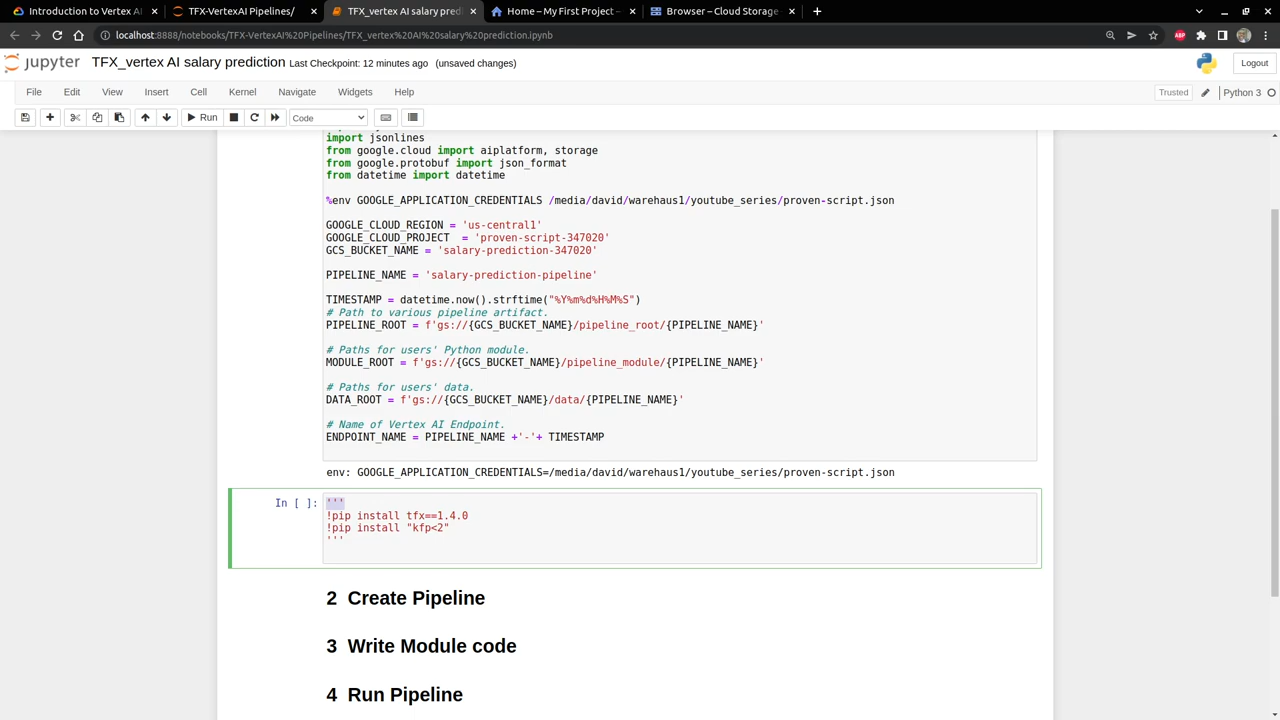 Introduction to Vertex AI
TFX-VertexAI Pipelines/
TFX_vertex AI salary pred
Home – My First Project –
Browser – Cloud Storage
localhost:8888/notebooks/TFX-VertexAI%20Pipelines/TFX_vertex%20AI%20salary%20prediction.ipynb
ABP
jupyter TFX_vertex AI salary prediction Last Checkpoint: 12 minutes ago (unsaved changes)
Logout
File Edit View Insert Cell Kernel Navigate Widgets Help
Trusted
Python 3
Run
Code
import jsonlines
from google.cloud import aiplatform, storage
from google.protobuf import json_format
from datetime import datetime
%env GOOGLE_APPLICATION_CREDENTIALS /media/david/warehaus1/youtube_series/proven-script.json
GOOGLE_CLOUD_REGION = 'us-central1'
GOOGLE_CLOUD_PROJECT  = 'proven-script-347020'
GCS_BUCKET_NAME = 'salary-prediction-347020'
PIPELINE_NAME = 'salary-prediction-pipeline'
TIMESTAMP = datetime.now().strftime("%Y%m%d%H%M%S")
# Path to various pipeline artifact.
PIPELINE_ROOT = f'gs://{GCS_BUCKET_NAME}/pipeline_root/{PIPELINE_NAME}'
# Paths for users' Python module.
MODULE_ROOT = f'gs://{GCS_BUCKET_NAME}/pipeline_module/{PIPELINE_NAME}'
# Paths for users' data.
DATA_ROOT = f'gs://{GCS_BUCKET_NAME}/data/{PIPELINE_NAME}'
# Name of Vertex AI Endpoint.
ENDPOINT_NAME = PIPELINE_NAME +'-'+ TIMESTAMP
env: GOOGLE_APPLICATION_CREDENTIALS=/media/david/warehaus1/youtube_series/proven-script.json
In [ ]: '''
!pip install tfx==1.4.0
!pip install "kfp<2"
'''
2 Create Pipeline
3 Write Module code
4 Run Pipeline